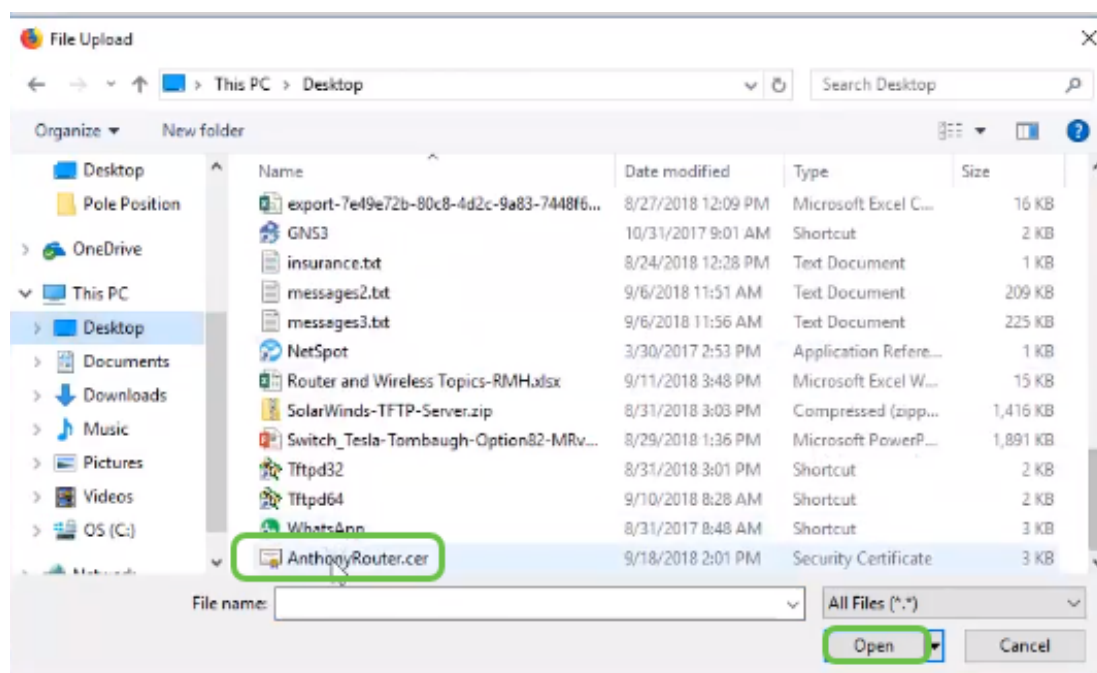 File Upload
This PC > Desktop
Search Desktop
Organize
New folder
Desktop
Pole Position
OneDrive
This PC
Desktop
Documents
Downloads
Music
Pictures
Videos
OS (C:)
Network
Name Date modified Type Size
export-7e49e72b-80c8-4d2c-9a83-7448f6... 8/27/2018 12:09 PM Microsoft Excel C... 16 KB
GNS3 10/31/2017 9:01 AM Shortcut 2 KB
insurance.txt 8/24/2018 12:28 PM Text Document 1 KB
messages2.txt 9/6/2018 11:51 AM Text Document 209 KB
messages3.txt 9/6/2018 11:56 AM Text Document 225 KB
NetSpot 3/30/2017 2:53 PM Application Refere... 1 KB
Router and Wireless Topics-RMH.xlsx 9/11/2018 3:48 PM Microsoft Excel W... 15 KB
SolarWinds-TFTP-Server.zip 8/31/2018 3:03 PM Compressed (zipp... 1,416 KB
Switch_Tesla-Tombaugh-Option82-MRv... 8/29/2018 1:36 PM Microsoft PowerP... 1,891 KB
Tftpd32 8/31/2018 3:01 PM Shortcut 2 KB
Tftpd64 9/10/2018 8:28 AM Shortcut 2 KB
WhatsApp 8/31/2017 8:48 AM Shortcut 3 KB
AnthonyRouter.cer 9/18/2018 2:01 PM Security Certificate 3 KB
File name:
All Files (*.*)
Open
Cancel